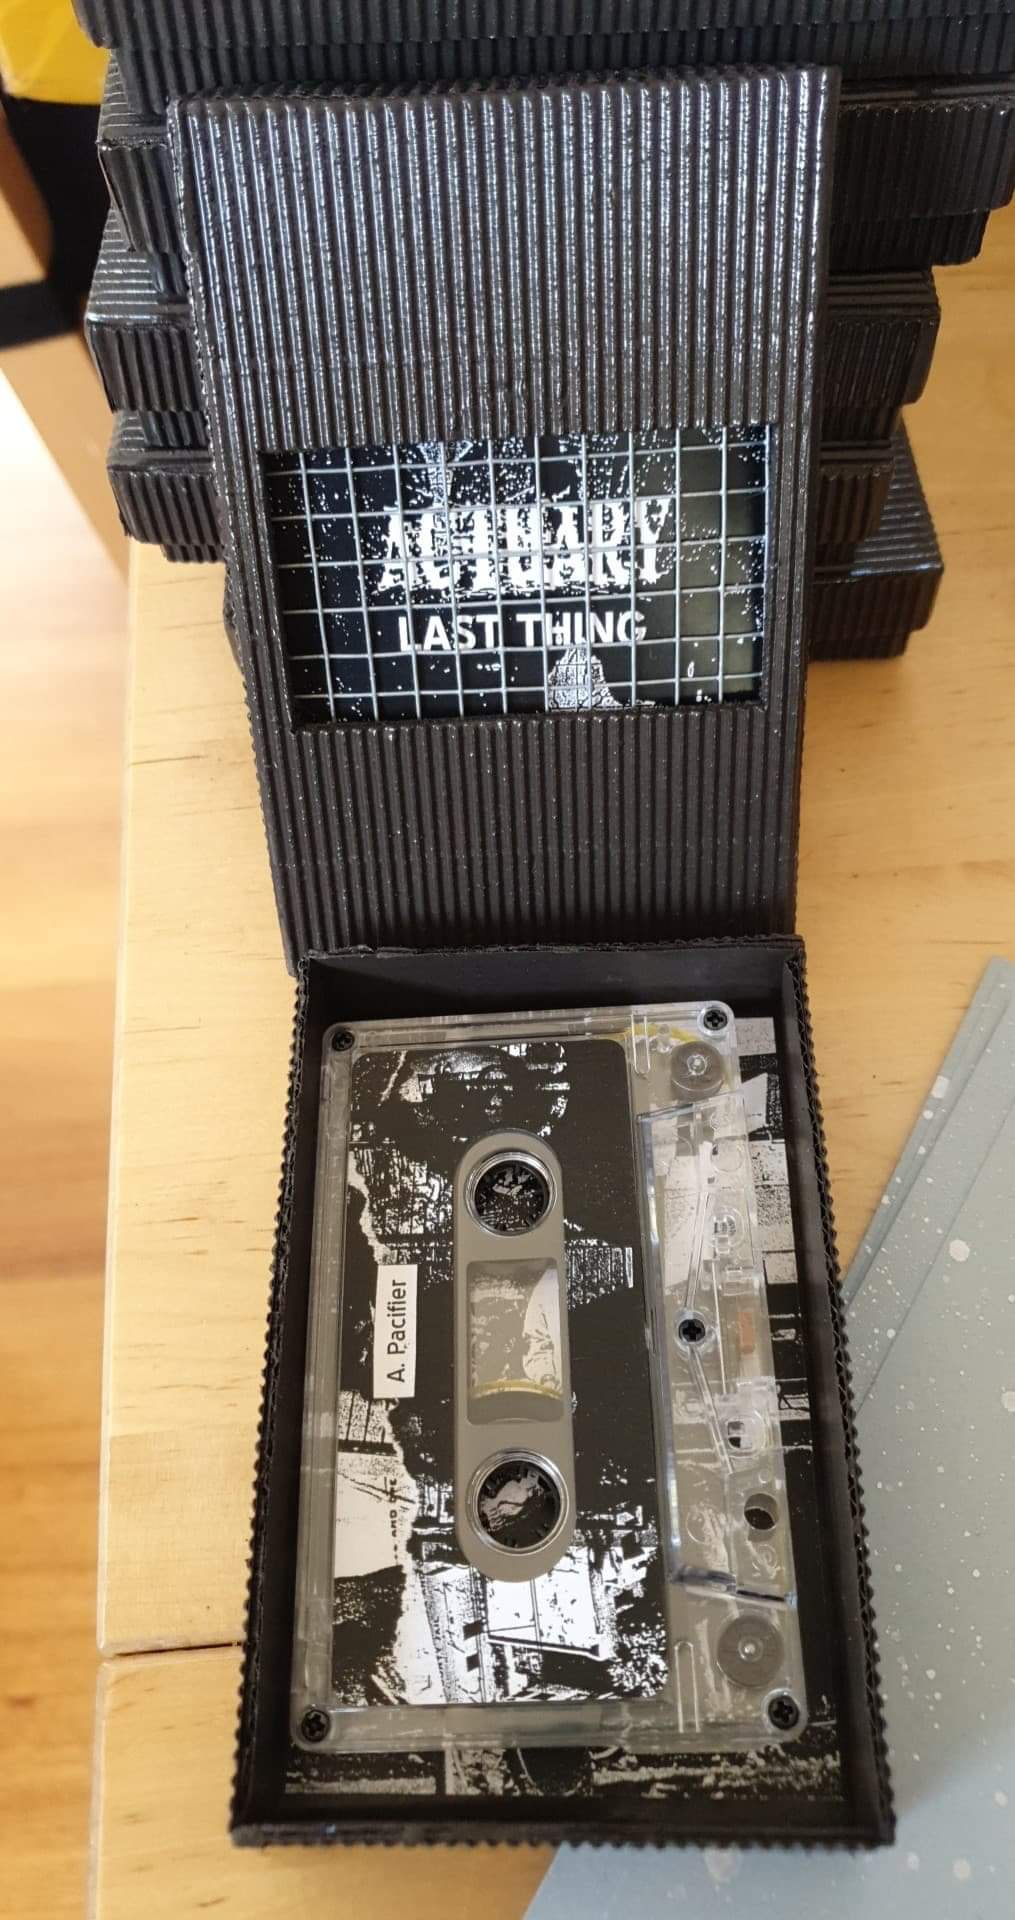 ACTUARY
LAST THING
A. Pacifier